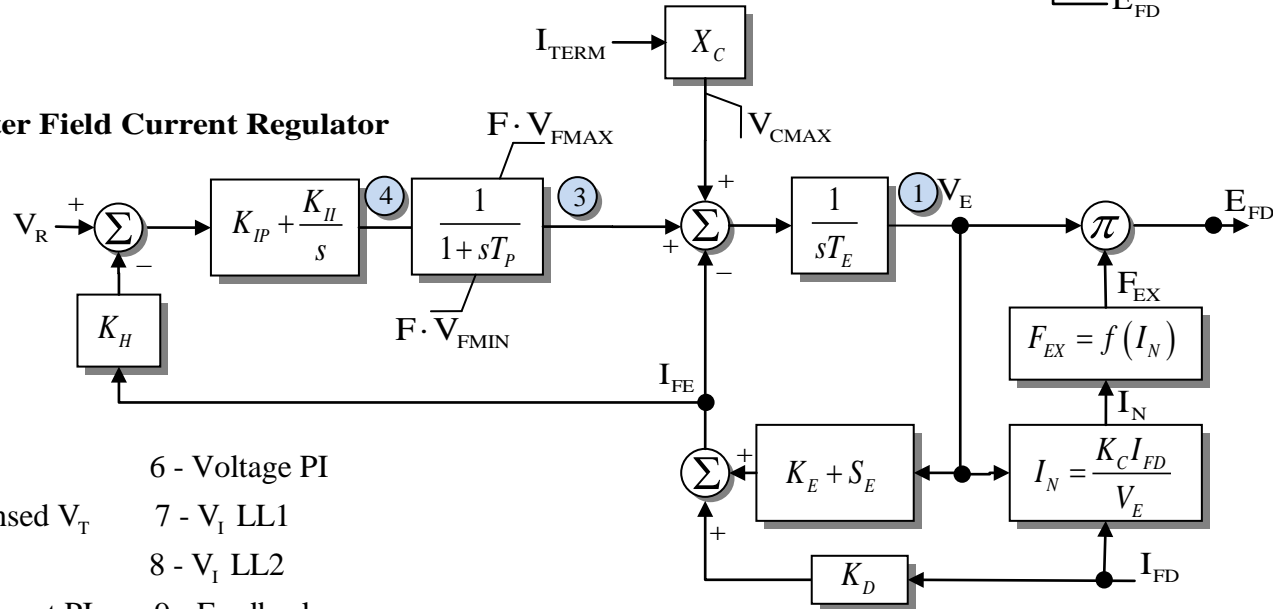 E_FD
I_TERM
X_C
ter Field Current Regulator
F·V_FMAX
V_CMAX
V_R
+
Σ
−
K_IP + K_II/s
4
1/(1+sT_P)
3
+
+
Σ
−
1/(sT_E)
1
V_E
π
E_FD
F_EX
K_H
F·V_FMIN
F_EX = f(I_N)
I_FE
I_N
6 - Voltage PI
Σ
+
+
K_E + S_E
I_N = K_C I_FD / V_E
nsed V_T
7 - V_I LL1
8 - V_I LL2
K_D
I_FD